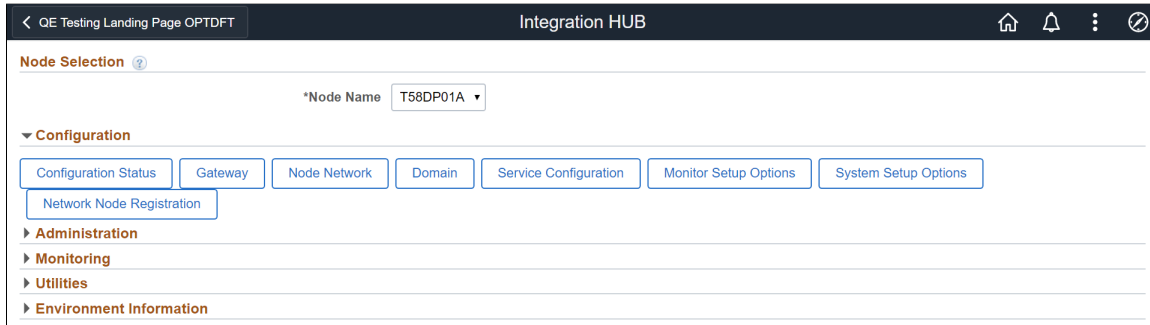 QE Testing Landing Page OPTDFT Integration HUB
Node Selection ?
*Node Name T58DP01A
Configuration
Configuration Status Gateway Node Network Domain Service Configuration Monitor Setup Options System Setup Options
Network Node Registration
Administration
Monitoring
Utilities
Environment Information